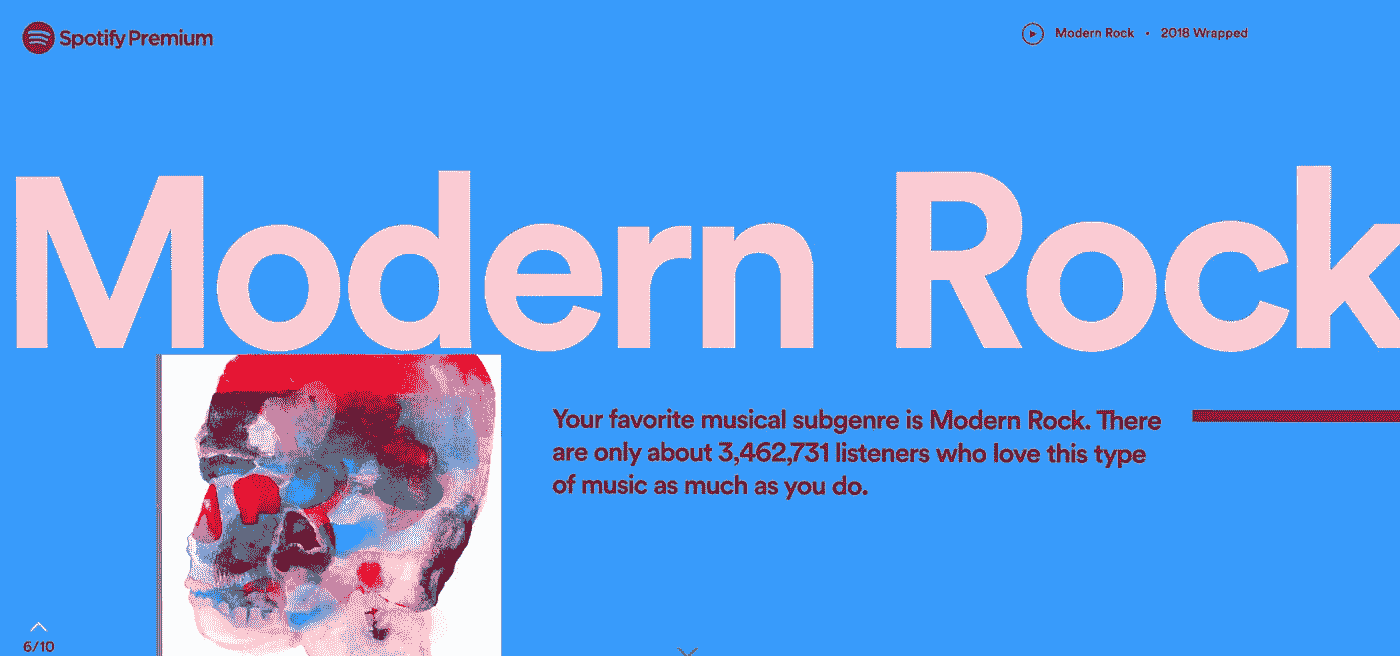 Spotify Premium
Modern Rock • 2018 Wrapped
Modern Rock
Your favorite musical subgenre is Modern Rock. There
are only about 3,462,731 listeners who love this type
of music as much as you do.
6/10